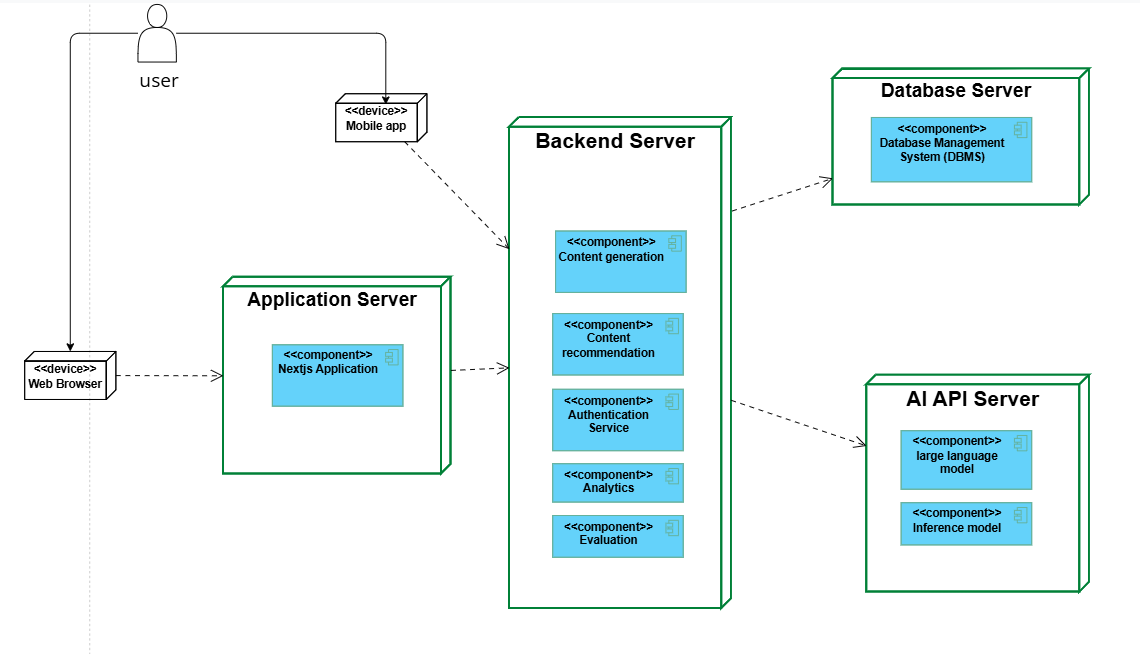 user
<<device>>
Mobile app
<<device>>
Web Browser
Application Server
<<component>>
Nextjs Application
Backend Server
<<component>>
Content generation
<<component>>
Content
recommendation
<<component>>
Authentication
Service
<<component>>
Analytics
<<component>>
Evaluation
Database Server
<<component>>
Database Management
System (DBMS)
AI API Server
<<component>>
large language
model
<<component>>
Inference model